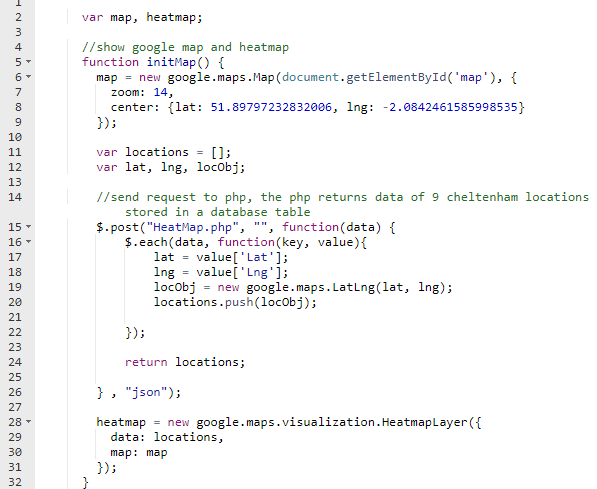 1
2 var map, heatmap;
3
4 //show google map and heatmap
5 function initMap() {
6 map = new google.maps.Map(document.getElementById('map'), {
7 zoom: 14,
8 center: {lat: 51.89797232832006, lng: -2.0842461585998535}
9 });
10
11 var locations = [];
12 var lat, lng, locObj;
13
14 //send request to php, the php returns data of 9 cheltenham locations
stored in a database table
15 $.post("HeatMap.php", "", function(data) {
16 $.each(data, function(key, value){
17 lat = value['Lat'];
18 lng = value['Lng'];
19 locObj = new google.maps.LatLng(lat, lng);
20 locations.push(locObj);
21
22 });
23
24 return locations;
25
26 } , "json");
27
28 heatmap = new google.maps.visualization.HeatmapLayer({
29 data: locations,
30 map: map
31 });
32 }